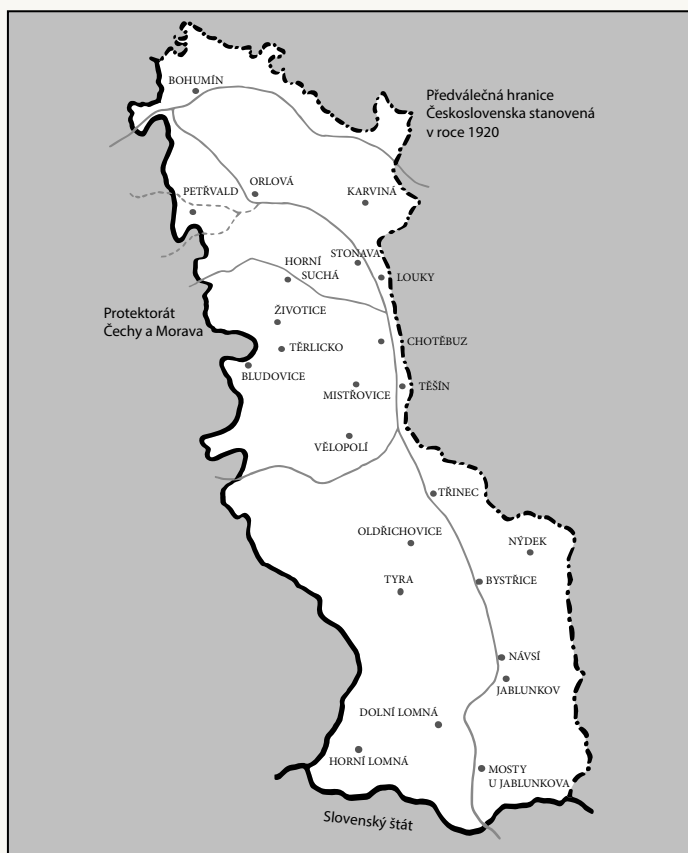 BOHUMÍN
Předválečná hranice
Československa stanovená
v roce 1920
PETŘVALD
ORLOVÁ
KARVINÁ
STONAVA
HORNÍ
SUCHÁ
LOUKY
Protektorát
Čechy a Morava
ŽIVOTICE
CHOTĚBUZ
TĚRLICKO
BLUDOVICE
MISTŘOVICE
TĚŠÍN
VĚLOPOLÍ
TŘINEC
OLDŘICHOVICE
NÝDEK
TYRA
BYSTŘICE
NÁVSÍ
JABLUNKOV
DOLNÍ LOMNÁ
HORNÍ LOMNÁ
MOSTY
U JABLUNKOVA
Slovenský štát